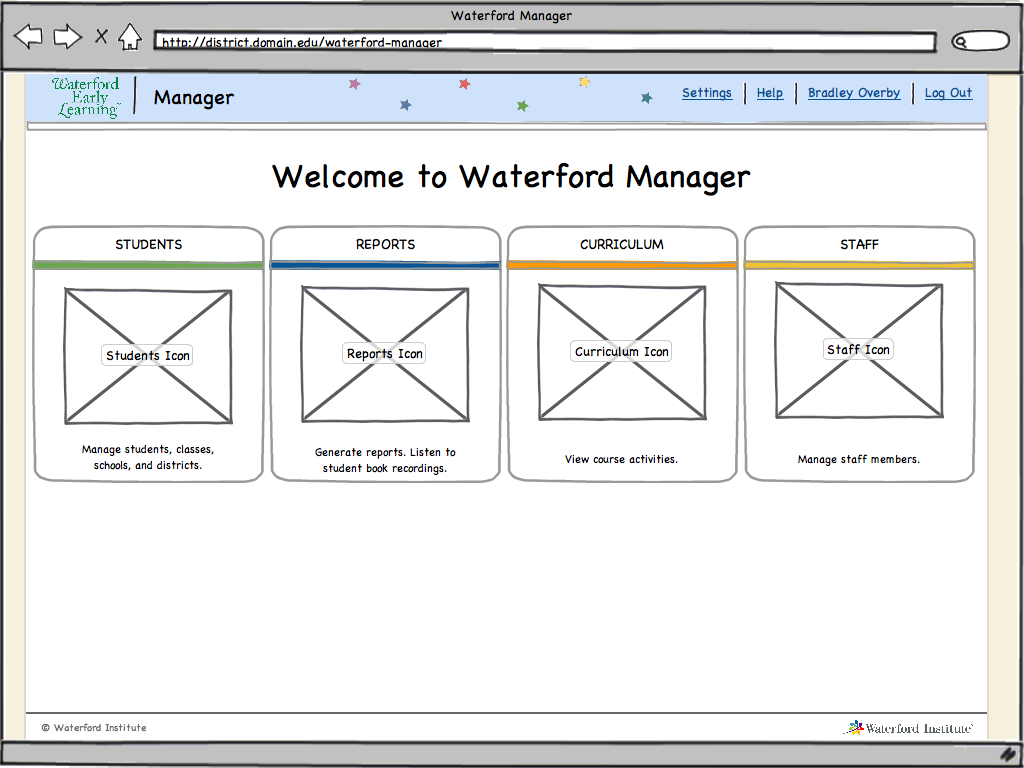 Waterford Manager
http://district.domain.edu/waterford-manager
Waterford
Early
Learning™
Manager
Settings
Help
Bradley Overby
Log Out
Welcome to Waterford Manager
STUDENTS
Students Icon
Manage students, classes,
schools, and districts.
REPORTS
Reports Icon
Generate reports. Listen to
student book recordings.
CURRICULUM
Curriculum Icon
View course activities.
STAFF
Staff Icon
Manage staff members.
© Waterford Institute
Waterford Institute